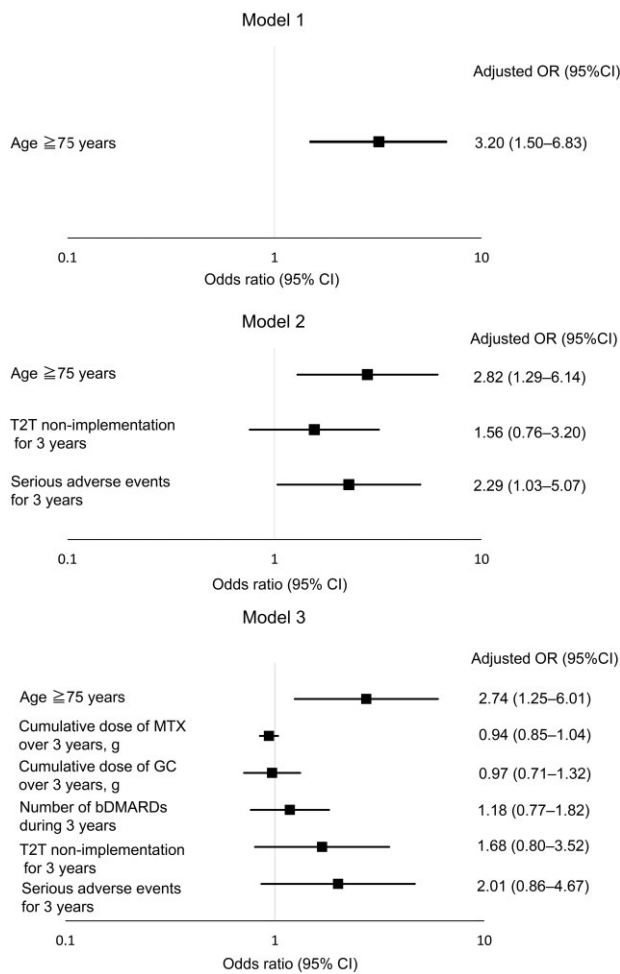 Model 1
Adjusted OR (95%CI)
Age ≧75 years
3.20 (1.50–6.83)
0.1
1
10
Odds ratio (95% CI)
Model 2
Adjusted OR (95%CI)
Age ≧75 years
2.82 (1.29–6.14)
T2T non-implementation
for 3 years
1.56 (0.76–3.20)
Serious adverse events
for 3 years
2.29 (1.03–5.07)
0.1
1
10
Odds ratio (95% CI)
Model 3
Adjusted OR (95%CI)
Age ≧75 years
2.74 (1.25–6.01)
Cumulative dose of MTX
over 3 years, g
0.94 (0.85–1.04)
Cumulative dose of GC
over 3 years, g
0.97 (0.71–1.32)
Number of bDMARDs
during 3 years
1.18 (0.77–1.82)
T2T non-implementation
for 3 years
1.68 (0.80–3.52)
Serious adverse events
for 3 years
2.01 (0.86–4.67)
0.1
1
10
Odds ratio (95% CI)